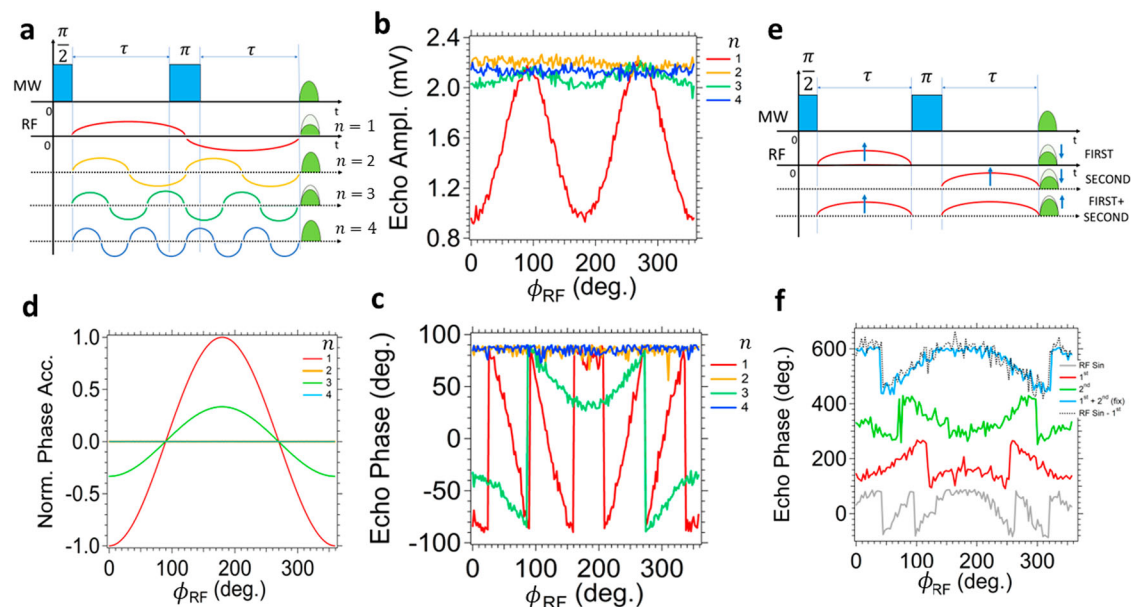 a
π/2
τ
π
τ
MW
0
t
RF
0
t
n = 1
n = 2
n = 3
n = 4
b
Echo Ampl. (mV)
2.4
2.0
1.6
1.2
0.8
0
100
200
300
ϕRF (deg.)
n
1
2
3
4
e
π/2
τ
π
τ
MW
0
t
RF
0
t
FIRST
SECOND
FIRST+
SECOND
d
Norm. Phase Acc.
1.0
0.5
0.0
-0.5
-1.0
0
100
200
300
ϕRF (deg.)
n
1
2
3
4
c
Echo Phase (deg.)
100
50
0
-50
-100
0
100
200
300
ϕRF (deg.)
n
1
2
3
4
f
Echo Phase (deg.)
600
400
200
0
0
100
200
300
ϕRF (deg.)
RF Sin
1st
2nd
1st + 2nd (fix)
RF Sin - 1st